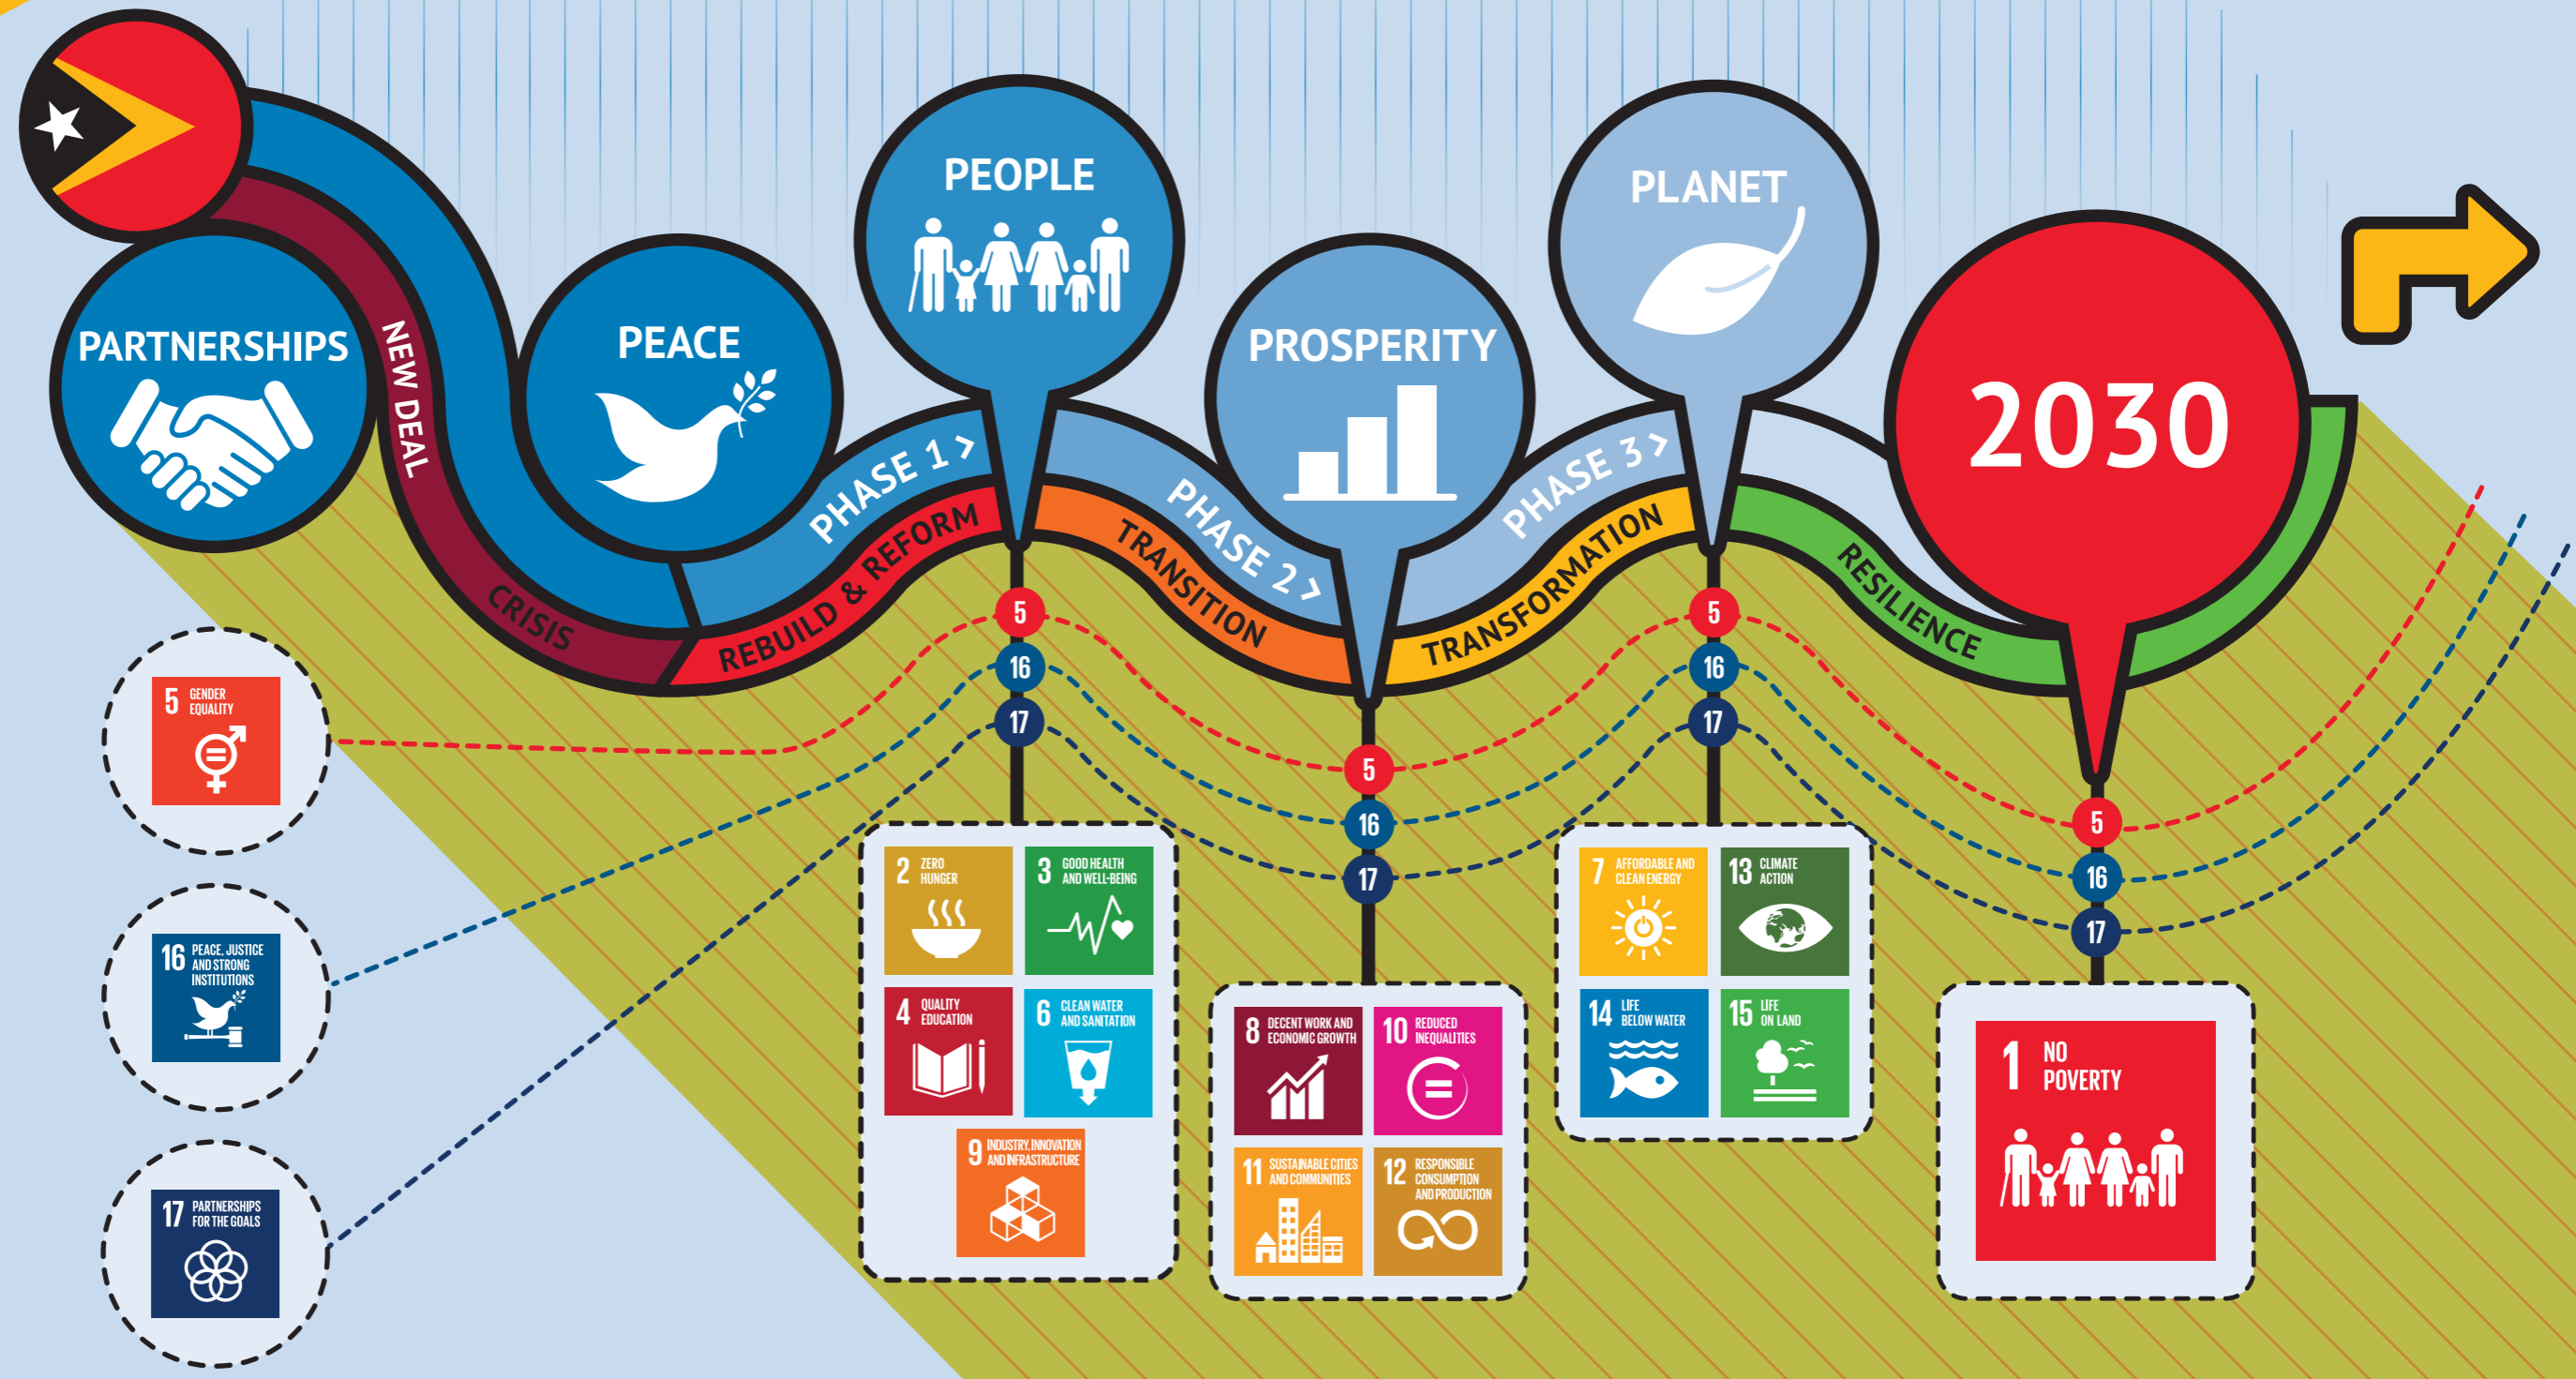 PARTNERSHIPS
NEW DEAL
CRISIS
PEACE
PHASE 1 >
REBUILD & REFORM
PEOPLE
PHASE 2 >
TRANSITION
PROSPERITY
PHASE 3 >
TRANSFORMATION
PLANET
RESILIENCE
2030
5
16
17
5
16
17
5
16
17
5
16
17
5 GENDER
EQUALITY
16 PEACE, JUSTICE
AND STRONG
INSTITUTIONS
17 PARTNERSHIPS
FOR THE GOALS
2 ZERO
HUNGER
3 GOOD HEALTH
AND WELL-BEING
4 QUALITY
EDUCATION
6 CLEAN WATER
AND SANITATION
9 INDUSTRY, INNOVATION
AND INFRASTRUCTURE
8 DECENT WORK AND
ECONOMIC GROWTH
10 REDUCED
INEQUALITIES
11 SUSTAINABLE CITIES
AND COMMUNITIES
12 RESPONSIBLE
CONSUMPTION
AND PRODUCTION
7 AFFORDABLE AND
CLEAN ENERGY
13 CLIMATE
ACTION
14 LIFE
BELOW WATER
15 LIFE
ON LAND
1 NO
POVERTY